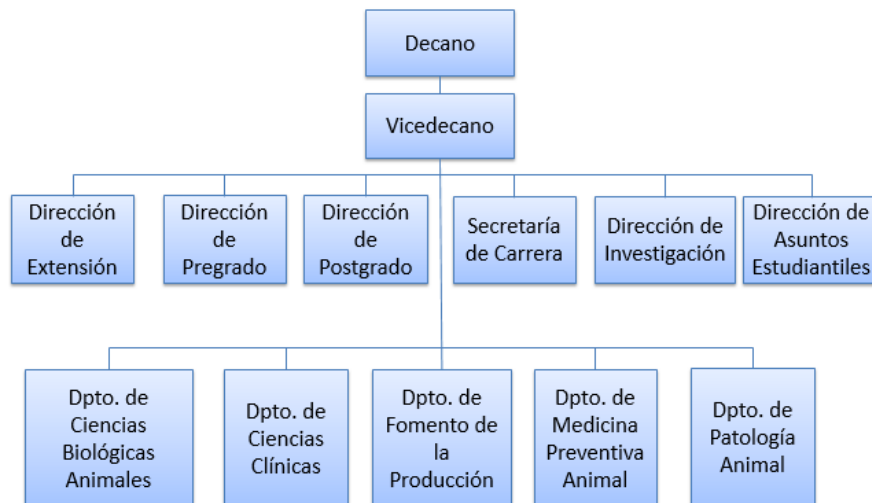 Decano
Vicedecano
Dirección
de
Extensión
Dirección
de
Pregrado
Dirección
de
Postgrado
Secretaría
de Carrera
Dirección de
Investigación
Dirección de
Asuntos
Estudiantiles
Dpto. de
Ciencias
Biológicas
Animales
Dpto. de
Ciencias
Clínicas
Dpto. de
Fomento de
la
Producción
Dpto. de
Medicina
Preventiva
Animal
Dpto. de
Patología
Animal